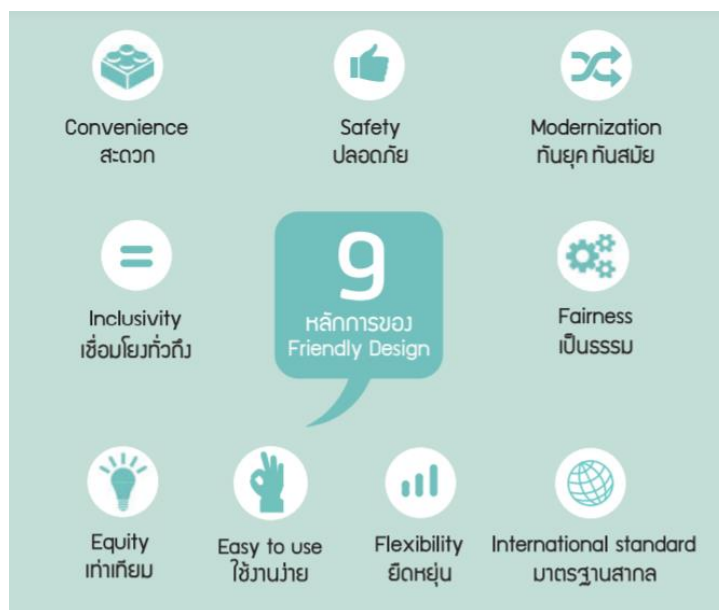 Convenience
สะดวก
Safety
ปลอดภัย
Modernization
ทันยุค ทันสมัย
Inclusivity
เชื่อมโยงทั่วถึง
9
หลักการของ
Friendly Design
Fairness
เป็นธรรม
Equity
เท่าเทียม
Easy to use
ใช้งานง่าย
Flexibility
ยืดหยุ่น
International standard
มาตรฐานสากล